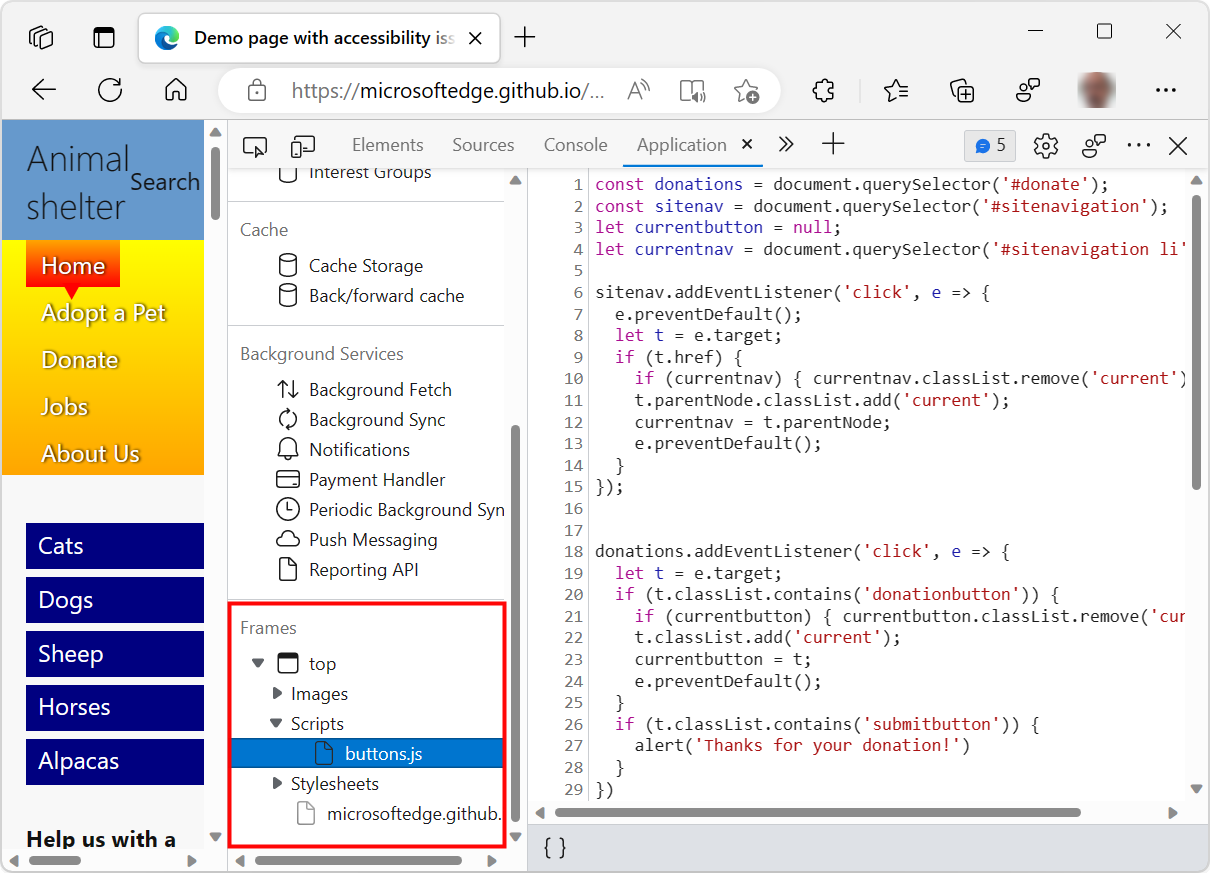 Demo page with accessibility iss
https://microsoftedge.github.io/...
Animal
shelter
Search
Home
Adopt a Pet
Donate
Jobs
About Us
Cats
Dogs
Sheep
Horses
Alpacas
Help us with a
Elements Sources Console Application 5
Interest Groups
Cache
Cache Storage
Back/forward cache
Background Services
Background Fetch
Background Sync
Notifications
Payment Handler
Periodic Background Syn
Push Messaging
Reporting API
Frames
top
Images
Scripts
buttons.js
Stylesheets
microsoftedge.github.
1 const donations = document.querySelector('#donate');
2 const sitenav = document.querySelector('#sitenavigation');
3 let currentbutton = null;
4 let currentnav = document.querySelector('#sitenavigation li'
5
6 sitenav.addEventListener('click', e => {
7 e.preventDefault();
8 let t = e.target;
9 if (t.href) {
10 if (currentnav) { currentnav.classList.remove('current')
11 t.parentNode.classList.add('current');
12 currentnav = t.parentNode;
13 e.preventDefault();
14 }
15 });
16
17
18 donations.addEventListener('click', e => {
19 let t = e.target;
20 if (t.classList.contains('donationbutton')) {
21 if (currentbutton) { currentbutton.classList.remove('cur
22 t.classList.add('current');
23 currentbutton = t;
24 e.preventDefault();
25 }
26 if (t.classList.contains('submitbutton')) {
27 alert('Thanks for your donation!')
28 }
29 })
{ }